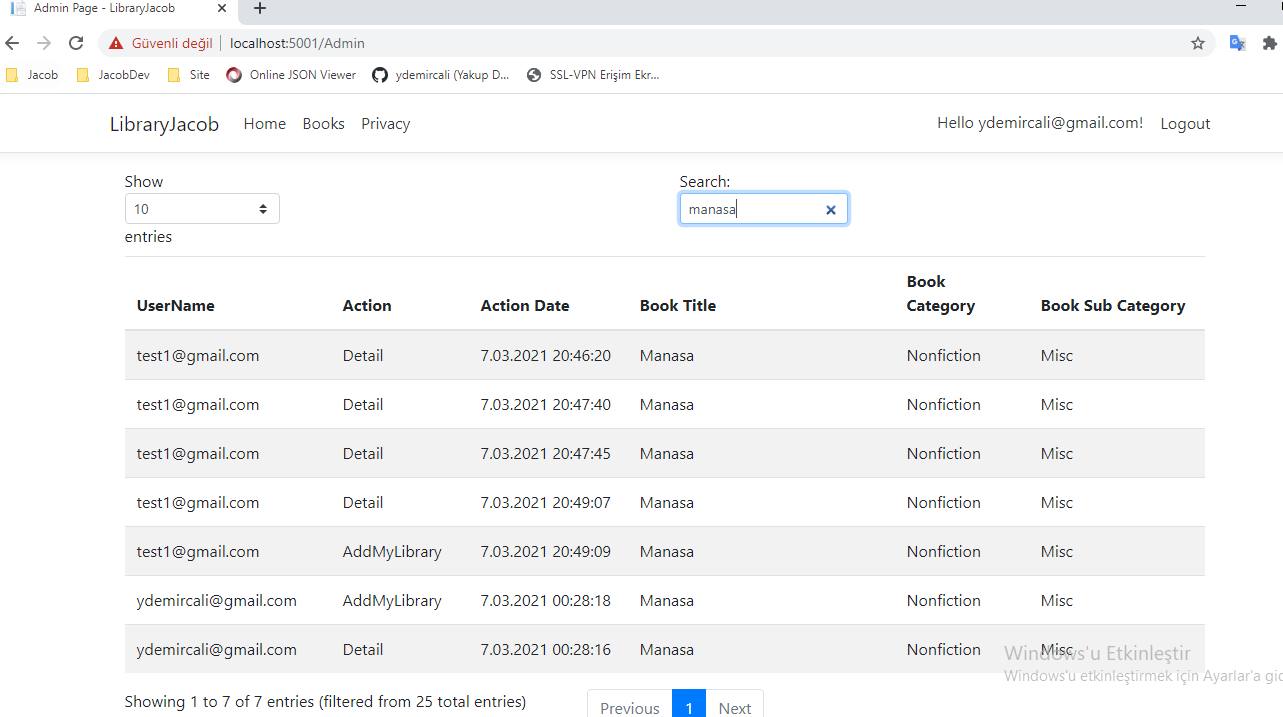 Admin Page - LibraryJacob
Güvenli değil localhost:5001/Admin
Jacob JacobDev Site Online JSON Viewer ydemircali (Yakup D... SSL-VPN Erişim Ekr...
LibraryJacob Home Books Privacy Hello ydemircali@gmail.com! Logout
Show Search:
10 manasa
entries
UserName Action Action Date Book Title Book Category Book Sub Category
test1@gmail.com Detail 7.03.2021 20:46:20 Manasa Nonfiction Misc
test1@gmail.com Detail 7.03.2021 20:47:40 Manasa Nonfiction Misc
test1@gmail.com Detail 7.03.2021 20:47:45 Manasa Nonfiction Misc
test1@gmail.com Detail 7.03.2021 20:49:07 Manasa Nonfiction Misc
test1@gmail.com AddMyLibrary 7.03.2021 20:49:09 Manasa Nonfiction Misc
ydemircali@gmail.com AddMyLibrary 7.03.2021 00:28:18 Manasa Nonfiction Misc
ydemircali@gmail.com Detail 7.03.2021 00:28:16 Manasa Nonfiction Misc
Windows'u Etkinleştir
Windows'u etkinleştirmek için Ayarlar'a
Showing 1 to 7 of 7 entries (filtered from 25 total entries) Previous 1 Next